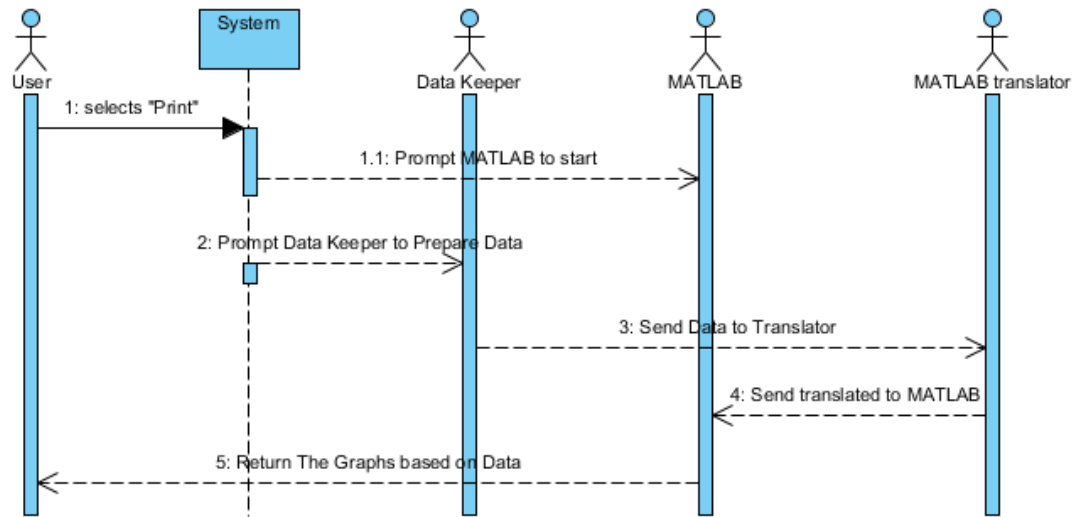 System
User
Data Keeper
MATLAB
MATLAB translator
1: selects "Print"
1.1: Prompt MATLAB to start
2: Prompt Data Keeper to Prepare Data
3: Send Data to Translator
4: Send translated to MATLAB
5: Return The Graphs based on Data